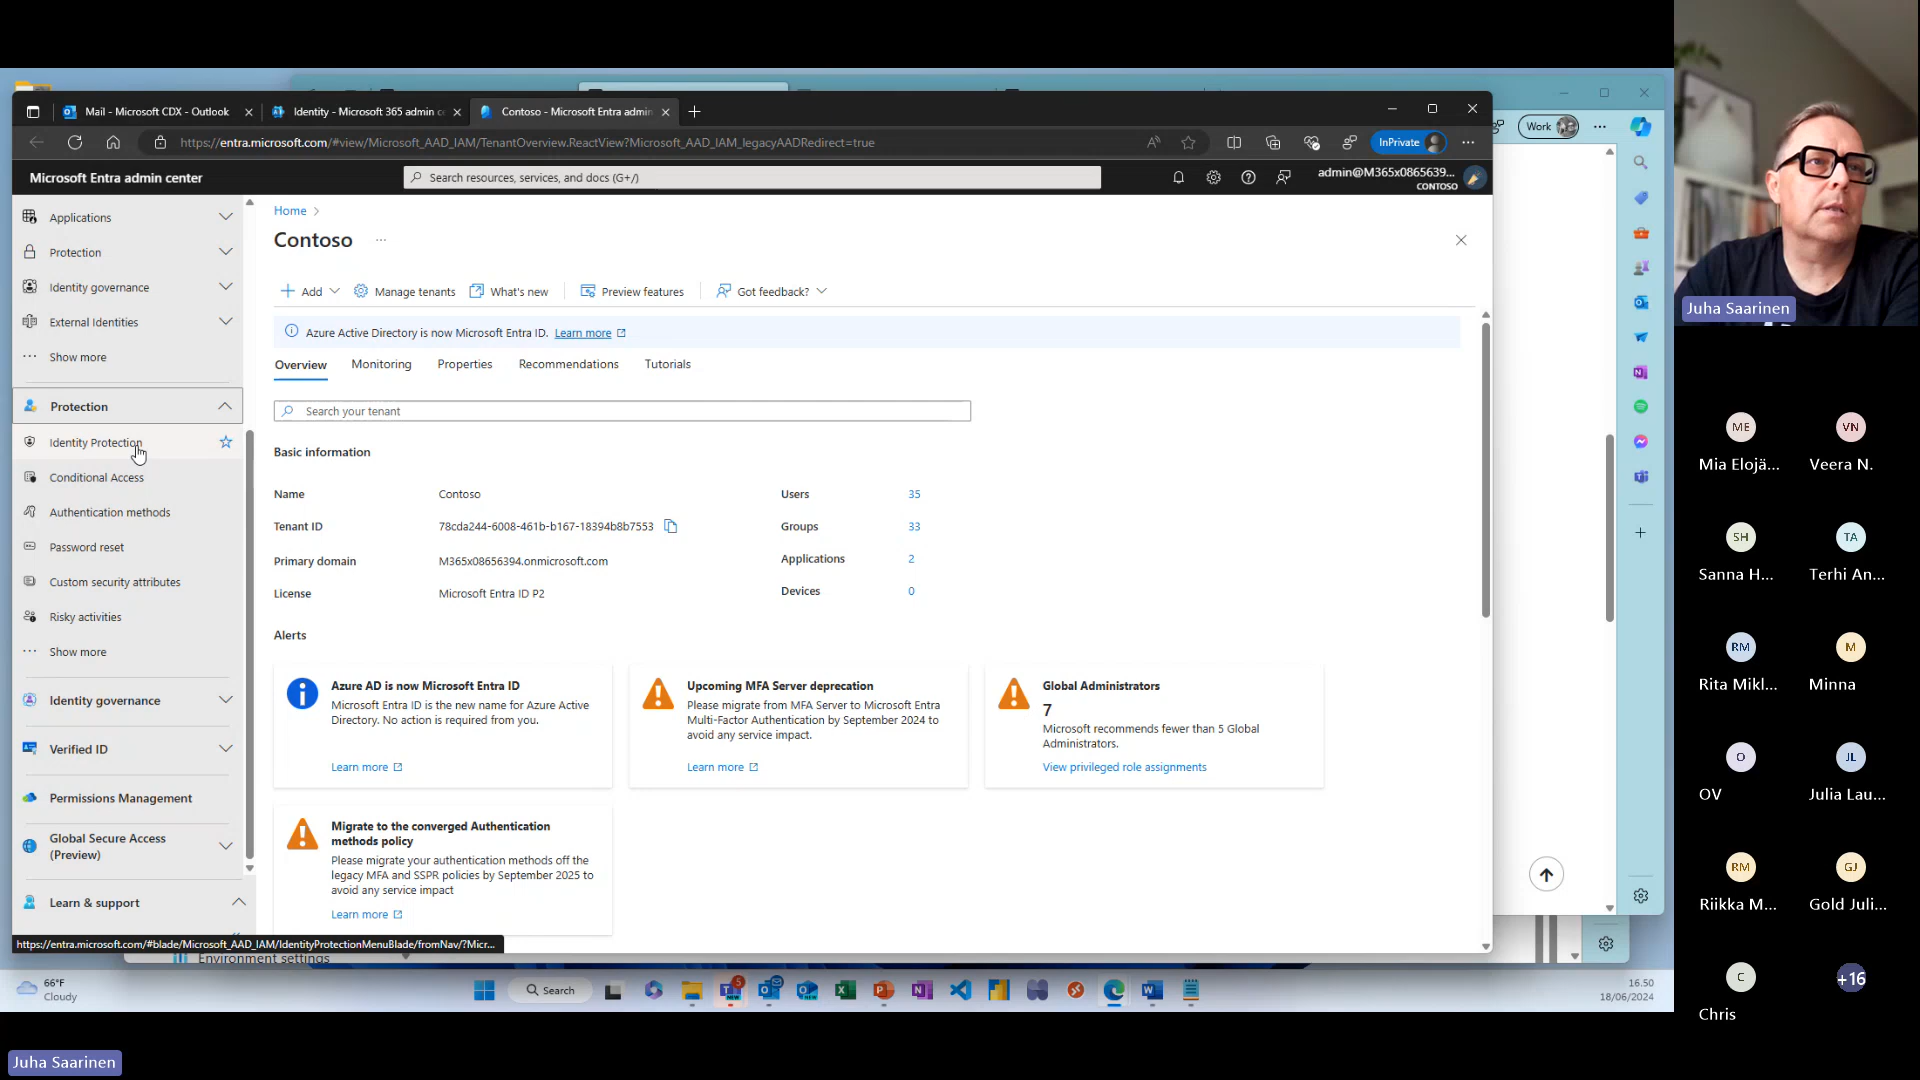 Mail - Microsoft CDX - Outlook
Identity - Microsoft 365 admin ce
Contoso - Microsoft Entra admin
https://entra.microsoft.com/#view/Microsoft_AAD_IAM/TenantOverview.ReactView?Microsoft_AAD_IAM_legacyAADRedirect=true
InPrivate
Work
Microsoft Entra admin center
Search resources, services, and docs (G+/)
admin@M365x0865639...
CONTOSO
Applications
Protection
Identity governance
External Identities
Show more
Protection
Identity Protection
Conditional Access
Authentication methods
Password reset
Custom security attributes
Risky activities
Show more
Identity governance
Verified ID
Permissions Management
Global Secure Access
(Preview)
Learn & support
https://entra.microsoft.com/#blade/Microsoft_AAD_IAM/IdentityProtectionMenuBlade/fromNav/?Micr...
Environment settings
Home
Contoso
Add
Manage tenants
What's new
Preview features
Got feedback?
Azure Active Directory is now Microsoft Entra ID. Learn more
Overview
Monitoring
Properties
Recommendations
Tutorials
Search your tenant
Basic information
Name
Contoso
Users
35
Tenant ID
78cda244-6008-461b-b167-18394b8b7553
Groups
33
Primary domain
M365x08656394.onmicrosoft.com
Applications
2
License
Microsoft Entra ID P2
Devices
0
Alerts
Azure AD is now Microsoft Entra ID
Microsoft Entra ID is the new name for Azure Active
Directory. No action is required from you.
Learn more
Upcoming MFA Server deprecation
Please migrate from MFA Server to Microsoft Entra
Multi-Factor Authentication by September 2024 to
avoid any service impact.
Learn more
Global Administrators
7
Microsoft recommends fewer than 5 Global
Administrators.
View privileged role assignments
Migrate to the converged Authentication
methods policy
Please migrate your authentication methods off the
legacy MFA and SSPR policies by September 2025 to
avoid any service impact
Learn more
66°F
Cloudy
Search
5
16.50
18/06/2024
Juha Saarinen
ME
Mia Elojä...
VN
Veera N.
SH
Sanna H...
TA
Terhi An...
RM
Rita Mikl...
M
Minna
O
OV
JL
Julia Lau...
RM
Riikka M...
GJ
Gold Juli...
C
Chris
+16
Juha Saarinen